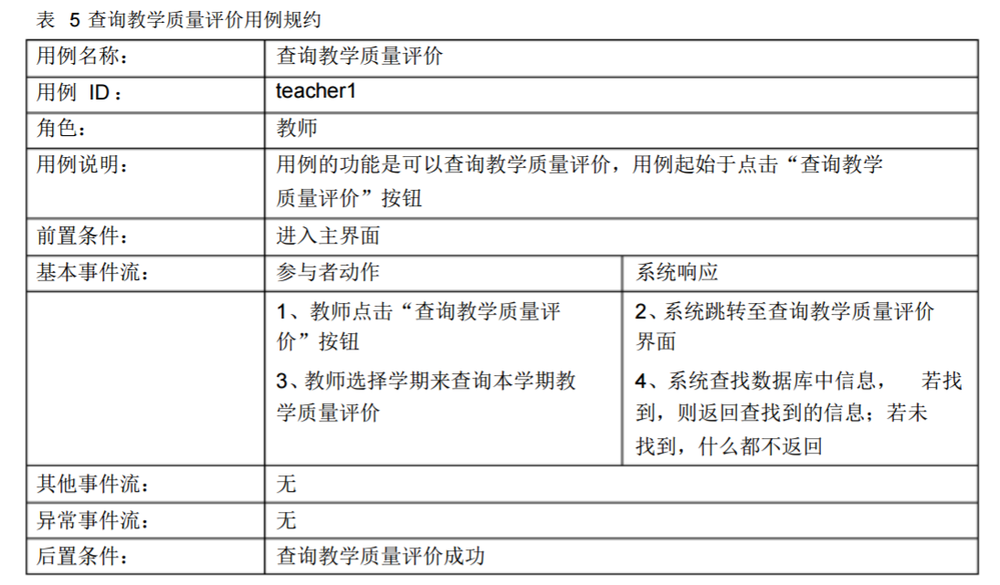 表 5 查询教学质量评价用例规约
用例名称：
查询教学质量评价
用例 ID：
teacher1
角色：
教师
用例说明：
用例的功能是可以查询教学质量评价，用例起始于点击“查询教学
质量评价”按钮
前置条件：
进入主界面
基本事件流：
参与者动作
系统响应
1、教师点击“查询教学质量评
价”按钮
3、教师选择学期来查询本学期教
学质量评价
2、系统跳转至查询教学质量评价
界面
4、系统查找数据库中信息， 若找
到，则返回查找到的信息；若未
找到，什么都不返回
其他事件流：
无
异常事件流：
无
后置条件：
查询教学质量评价成功